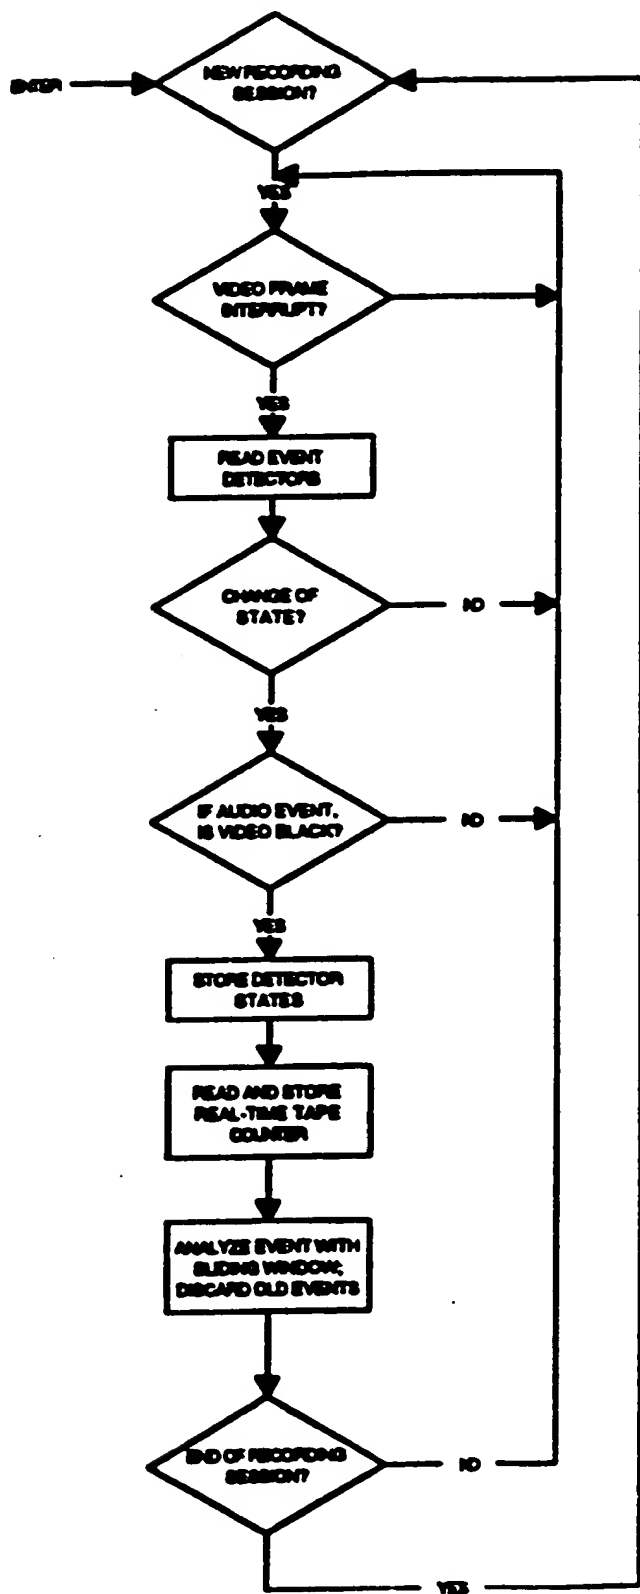 NEW RECORDING
SESSION?
ENTER
YES
VIDEO FRAME
INTERRUPT?
YES
READ EVENT
DETECTORS
CHANGE OF
STATE?
NO
YES
IF AUDIO EVENT,
IS VIDEO BLACK?
NO
YES
STORE DETECTOR
STATES
READ AND STORE
REAL-TIME TAPE
COUNTER
ANALYZE EVENT WITH
SLIDING WINDOW;
DISCARD OLD EVENTS
END OF RECORDING
SESSION?
NO
YES